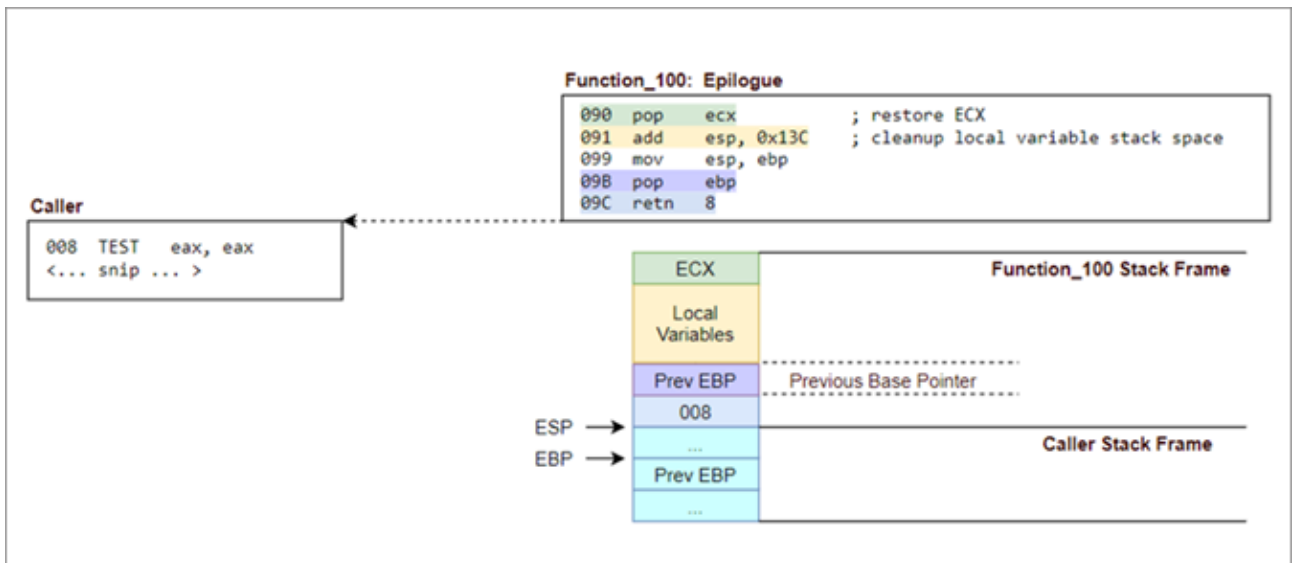 Function_100: Epilogue
090 pop ecx ; restore ECX
091 add esp, 0x13C ; cleanup local variable stack space
099 mov esp, ebp
09B pop ebp
09C retn 8
Caller
008 TEST eax, eax
<... snip ... >
ECX
Function_100 Stack Frame
Local
Variables
Prev EBP
Previous Base Pointer
008
ESP
...
Caller Stack Frame
EBP
Prev EBP
...